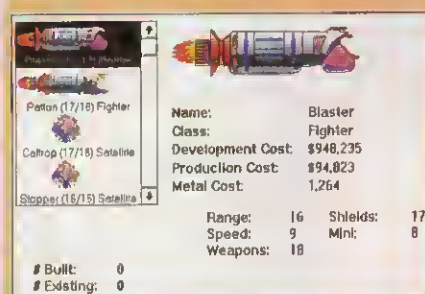 Patton (17/16) Fighter
Caltrop (17/18) Satellite
Stopper (16/15) Satellite
Name: Blaster
Class: Fighter
Development Cost: $948,235
Production Cost: $94,823
Metal Cost: 1,264
Range: 16 Shields: 17
Speed: 9 Mini: 8
Weapons: 18
# Built: 0
# Existing: 0